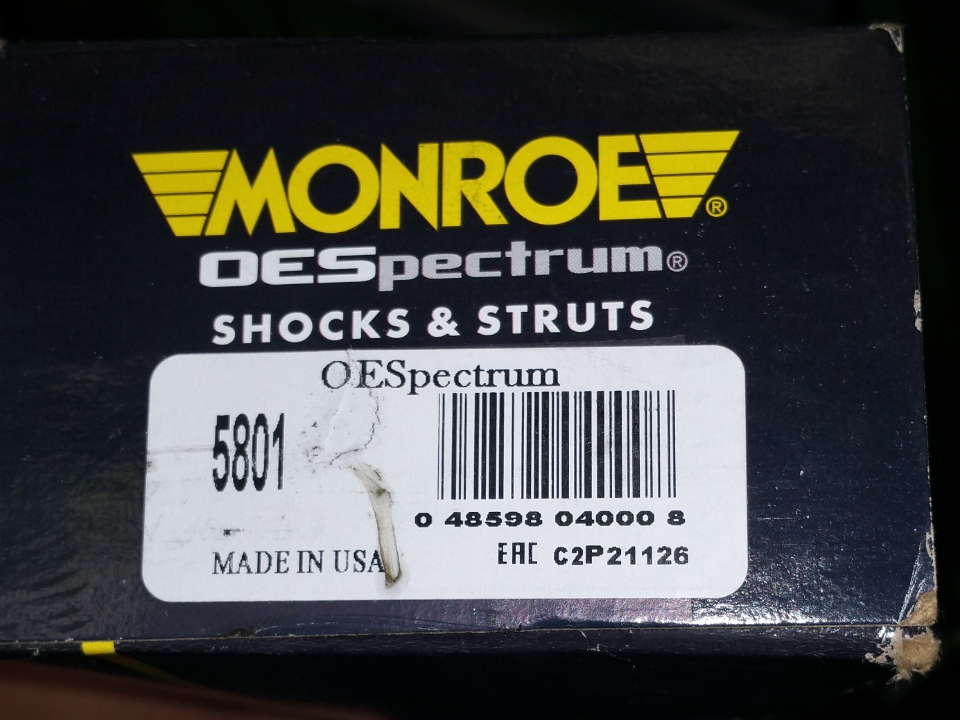 MONROE®
OESpectrum®
SHOCKS & STRUTS
OESpectrum
5801
0 48598 04000 8
MADE IN USA
EAC C2P21126